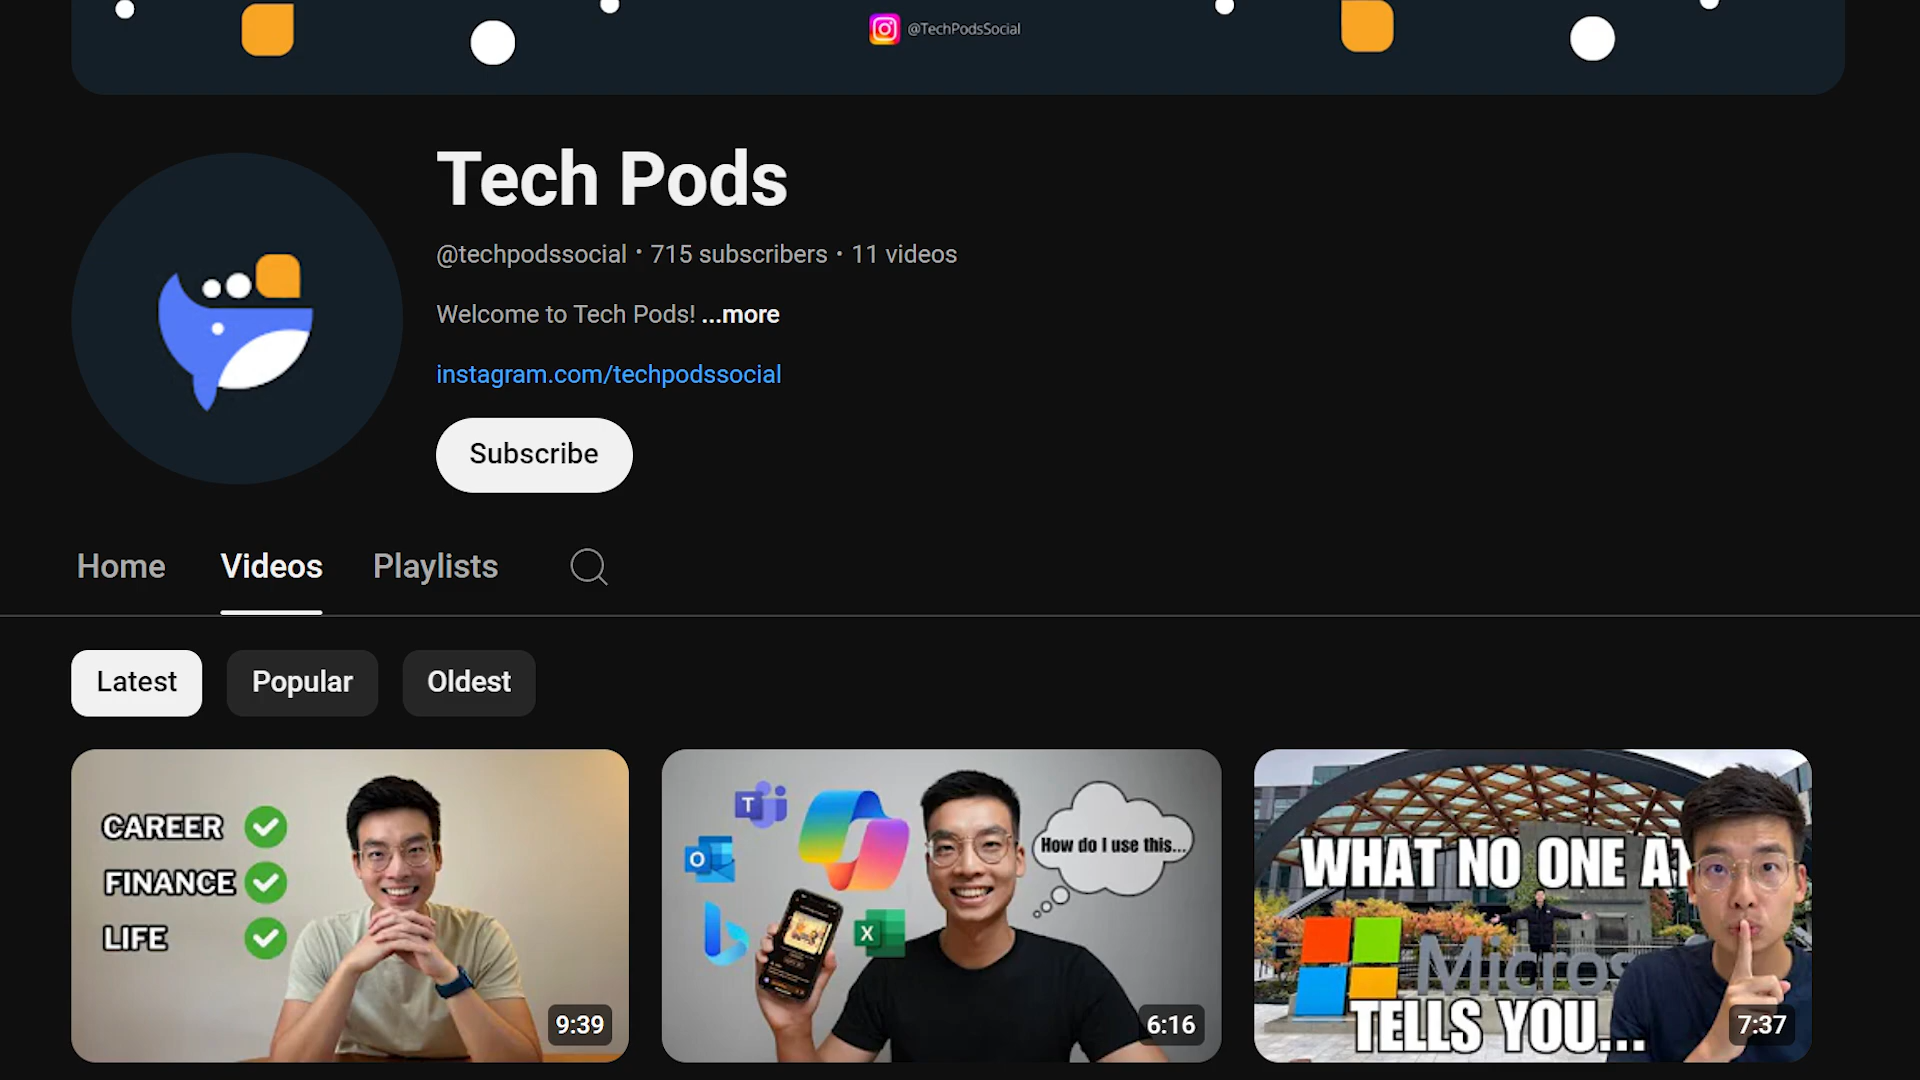 @TechPodsSocial
Tech Pods
@techpodssocial • 715 subscribers • 11 videos
Welcome to Tech Pods! ...more
instagram.com/techpodssocial
Subscribe
Home Videos Playlists
Latest Popular Oldest
CAREER
FINANCE
LIFE
9:39
T
O
X
How do I use this...
6:16
WHAT NO ONE AT
Micros
TELLS YOU...
7:37